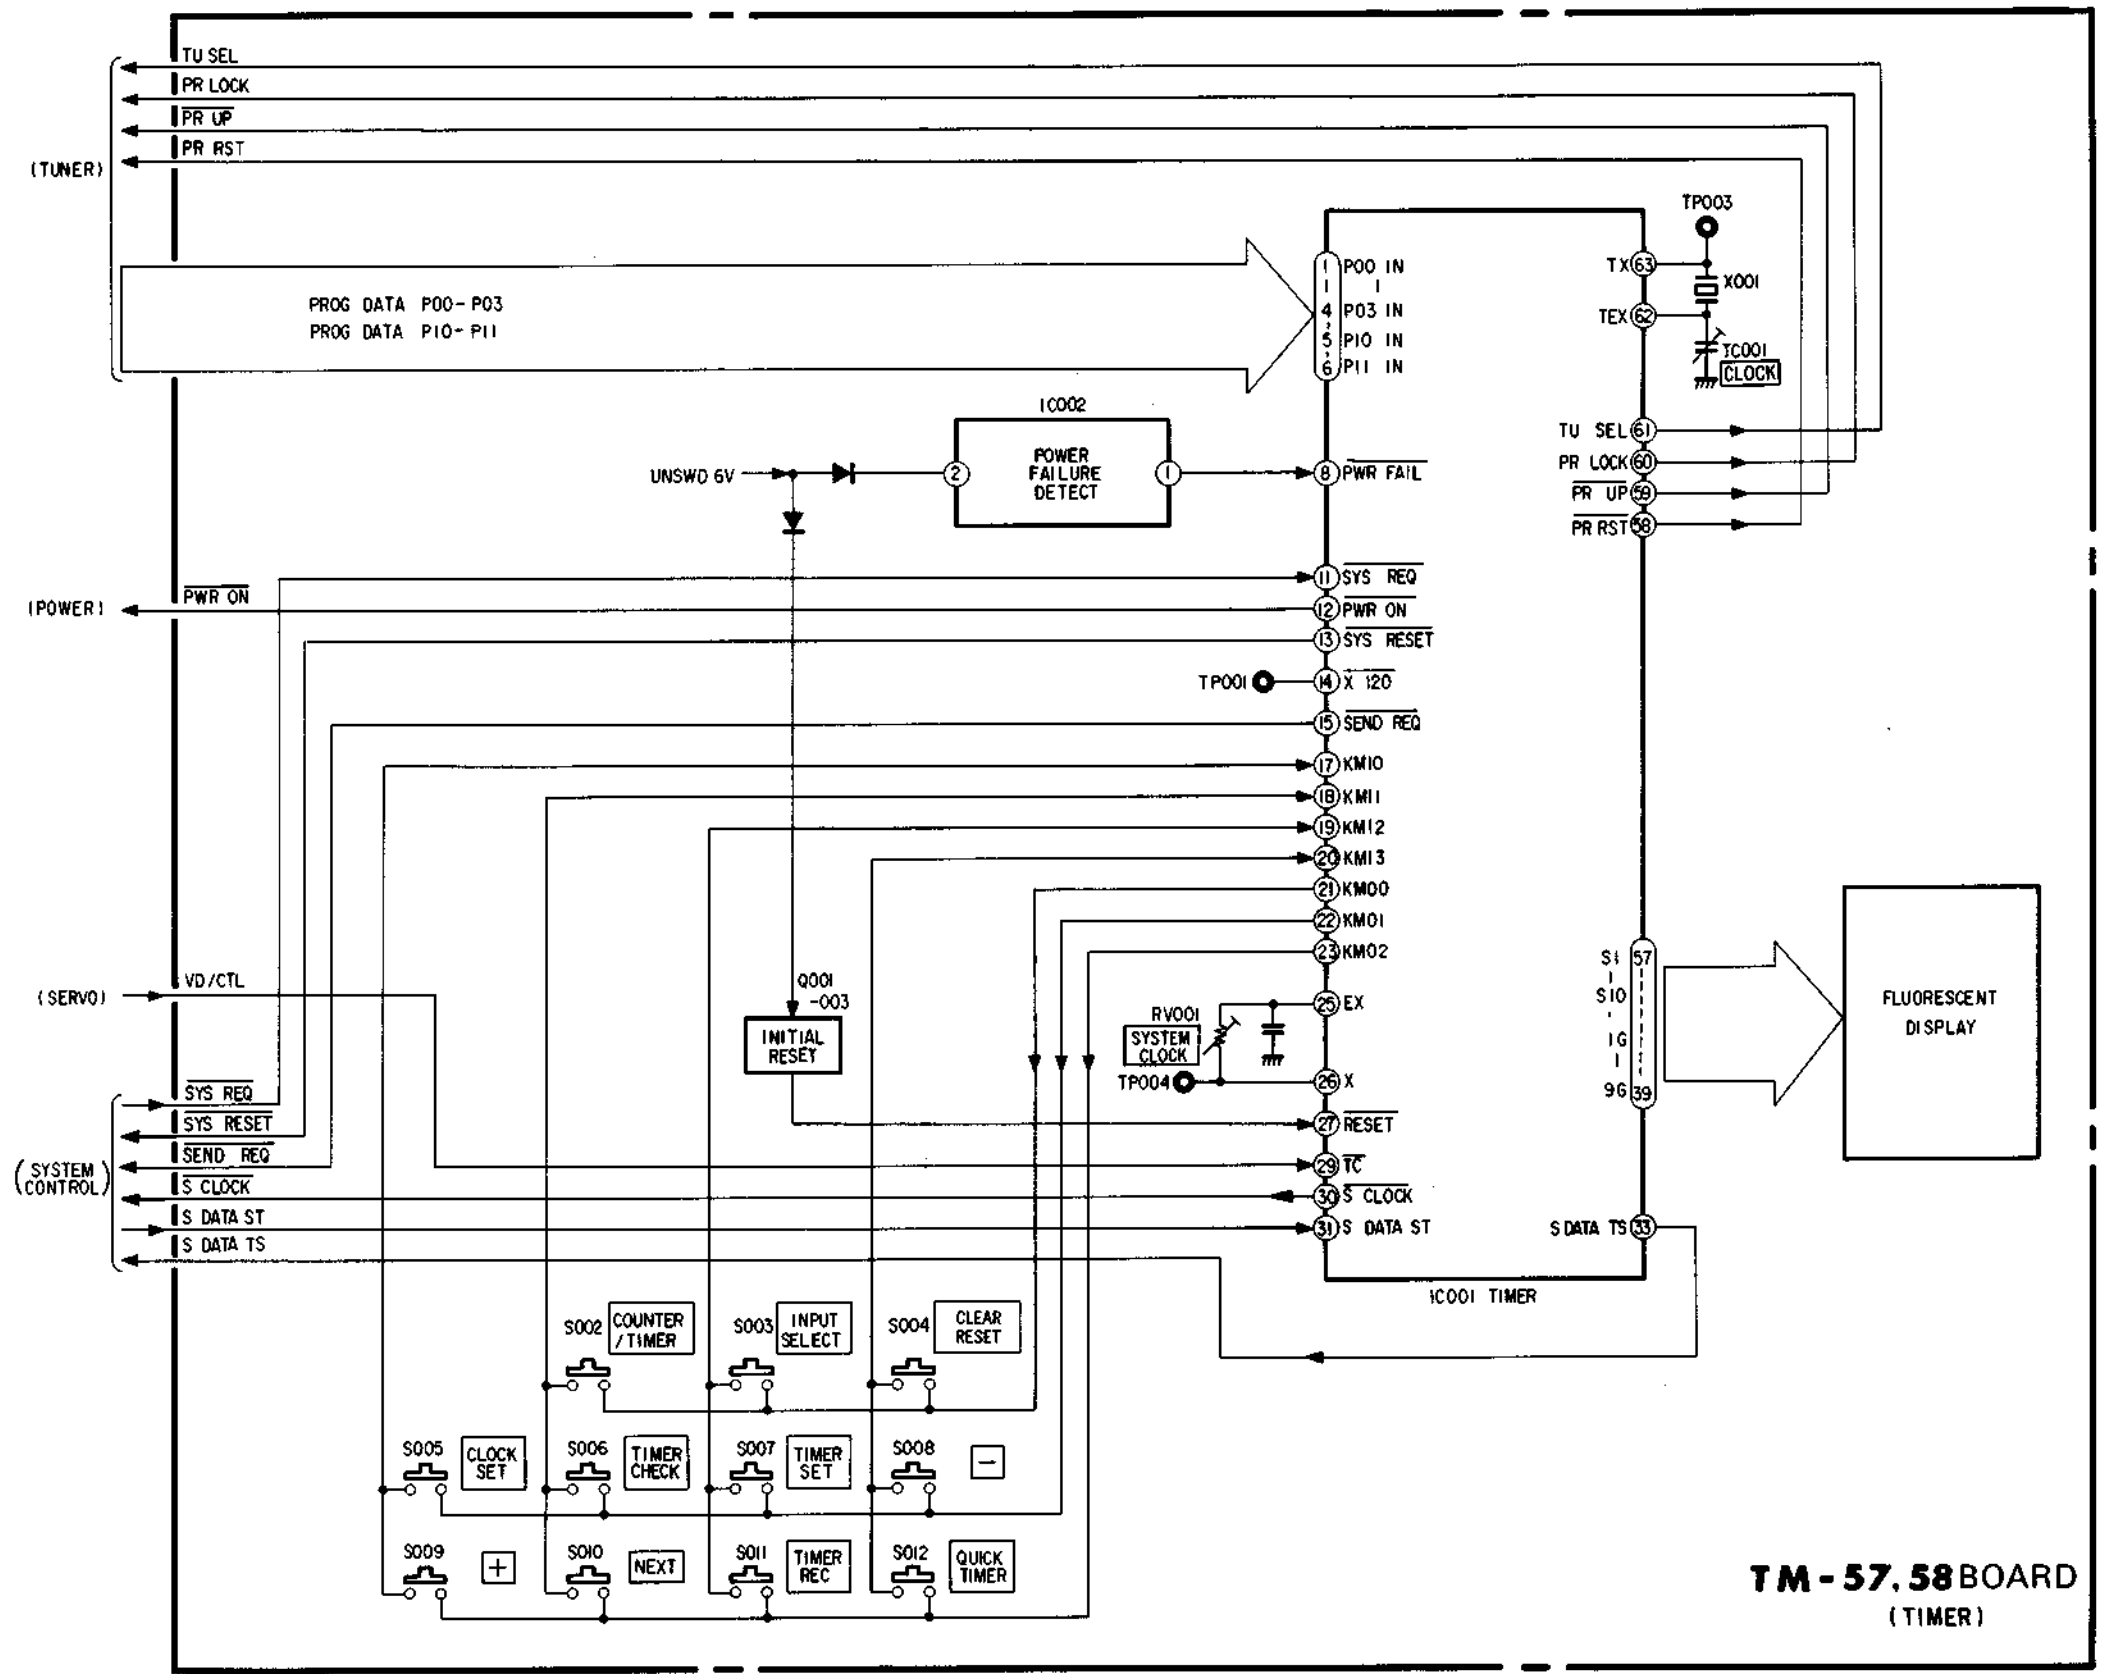 TU SEL
PR LOCK
PR UP
PR RST
(TUNER)
PROG DATA P00-P03
PROG DATA P10-P11
1 P00 IN
4 P03 IN
5 P10 IN
6 P11 IN
TP003
TX 63
X001
TEX 62
TC001
CLOCK
TU SEL 61
PR LOCK 60
PR UP 59
PR RST 58
IC002
UNSWD 6V
2
POWER
FAILURE
DETECT
1
8 PWR FAIL
11 SYS REQ
(POWER)
PWR ON
12 PWR ON
13 SYS RESET
TP001
14 X 120
15 SEND REQ
17 KM10
18 KM11
19 KM12
20 KM13
21 KM00
22 KM01
23 KM02
(SERVO)
VD/CTL
Q001
-003
INITIAL
RESET
RV001
SYSTEM
CLOCK
TP004
25 EX
26 X
27 RESET
29 TC
30 S CLOCK
31 S DATA ST
S1 57
S10
1G
9G 39
FLUORESCENT
DISPLAY
S DATA TS 33
IC001 TIMER
(SYSTEM
CONTROL)
SYS REQ
SYS RESET
SEND REQ
S CLOCK
S DATA ST
S DATA TS
S002
COUNTER
/TIMER
S003
INPUT
SELECT
S004
CLEAR
RESET
S005
CLOCK
SET
S006
TIMER
CHECK
S007
TIMER
SET
S008
−
S009
+
S010
NEXT
S011
TIMER
REC
S012
QUICK
TIMER
TM-57,58 BOARD
(TIMER)